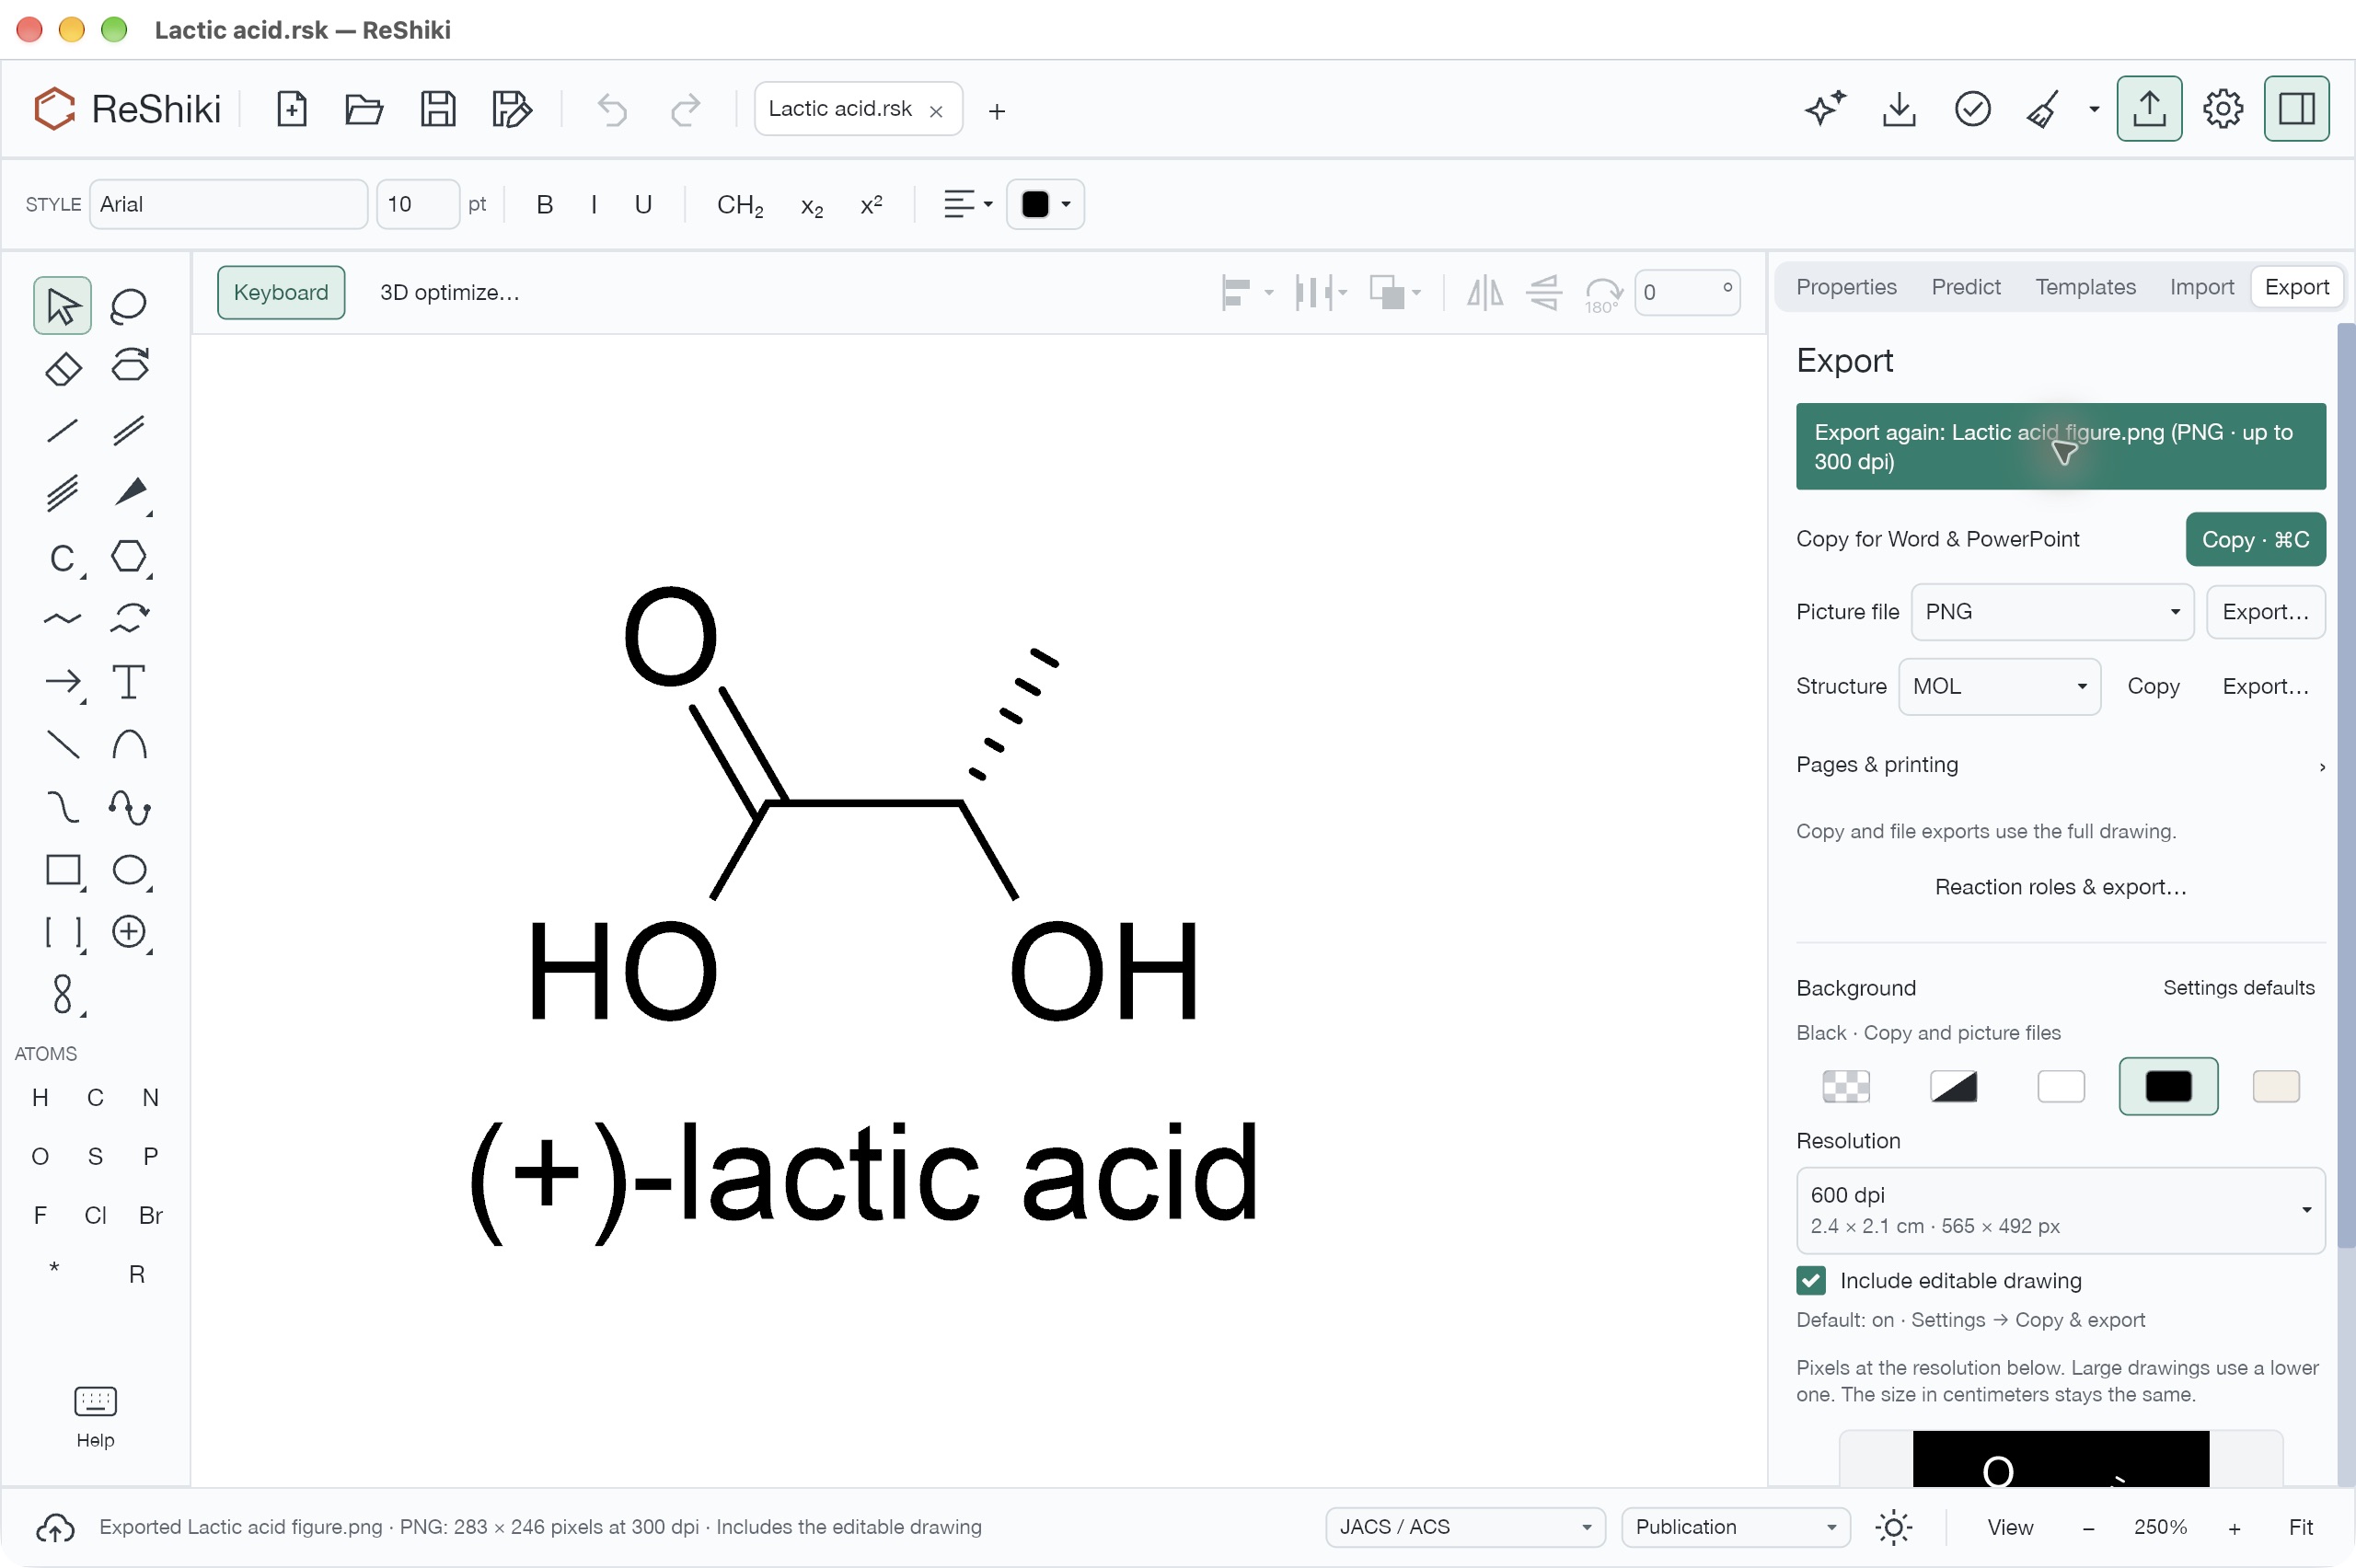 Lactic acid.rsk — ReShiki
ReShiki
Lactic acid.rsk ×
+
STYLE Arial 10 pt B I U CH₂ x₂ x²
Keyboard 3D optimize...
180° 0 °
Properties Predict Templates Import Export
Export
Export again: Lactic acid figure.png (PNG · up to
300 dpi)
Copy for Word & PowerPoint Copy · ⌘C
Picture file PNG Export...
Structure MOL Copy Export...
Pages & printing ›
Copy and file exports use the full drawing.
Reaction roles & export...
Background Settings defaults
Black · Copy and picture files
Resolution
600 dpi
2.4 × 2.1 cm · 565 × 492 px
Include editable drawing
Default: on · Settings → Copy & export
Pixels at the resolution below. Large drawings use a lower
one. The size in centimeters stays the same.
O
C
T
[ ]
ATOMS
H C N
O S P
F Cl Br
* R
Help
O
HO OH
(+)-lactic acid
Exported Lactic acid figure.png · PNG: 283 × 246 pixels at 300 dpi · Includes the editable drawing
JACS / ACS Publication View − 250% + Fit